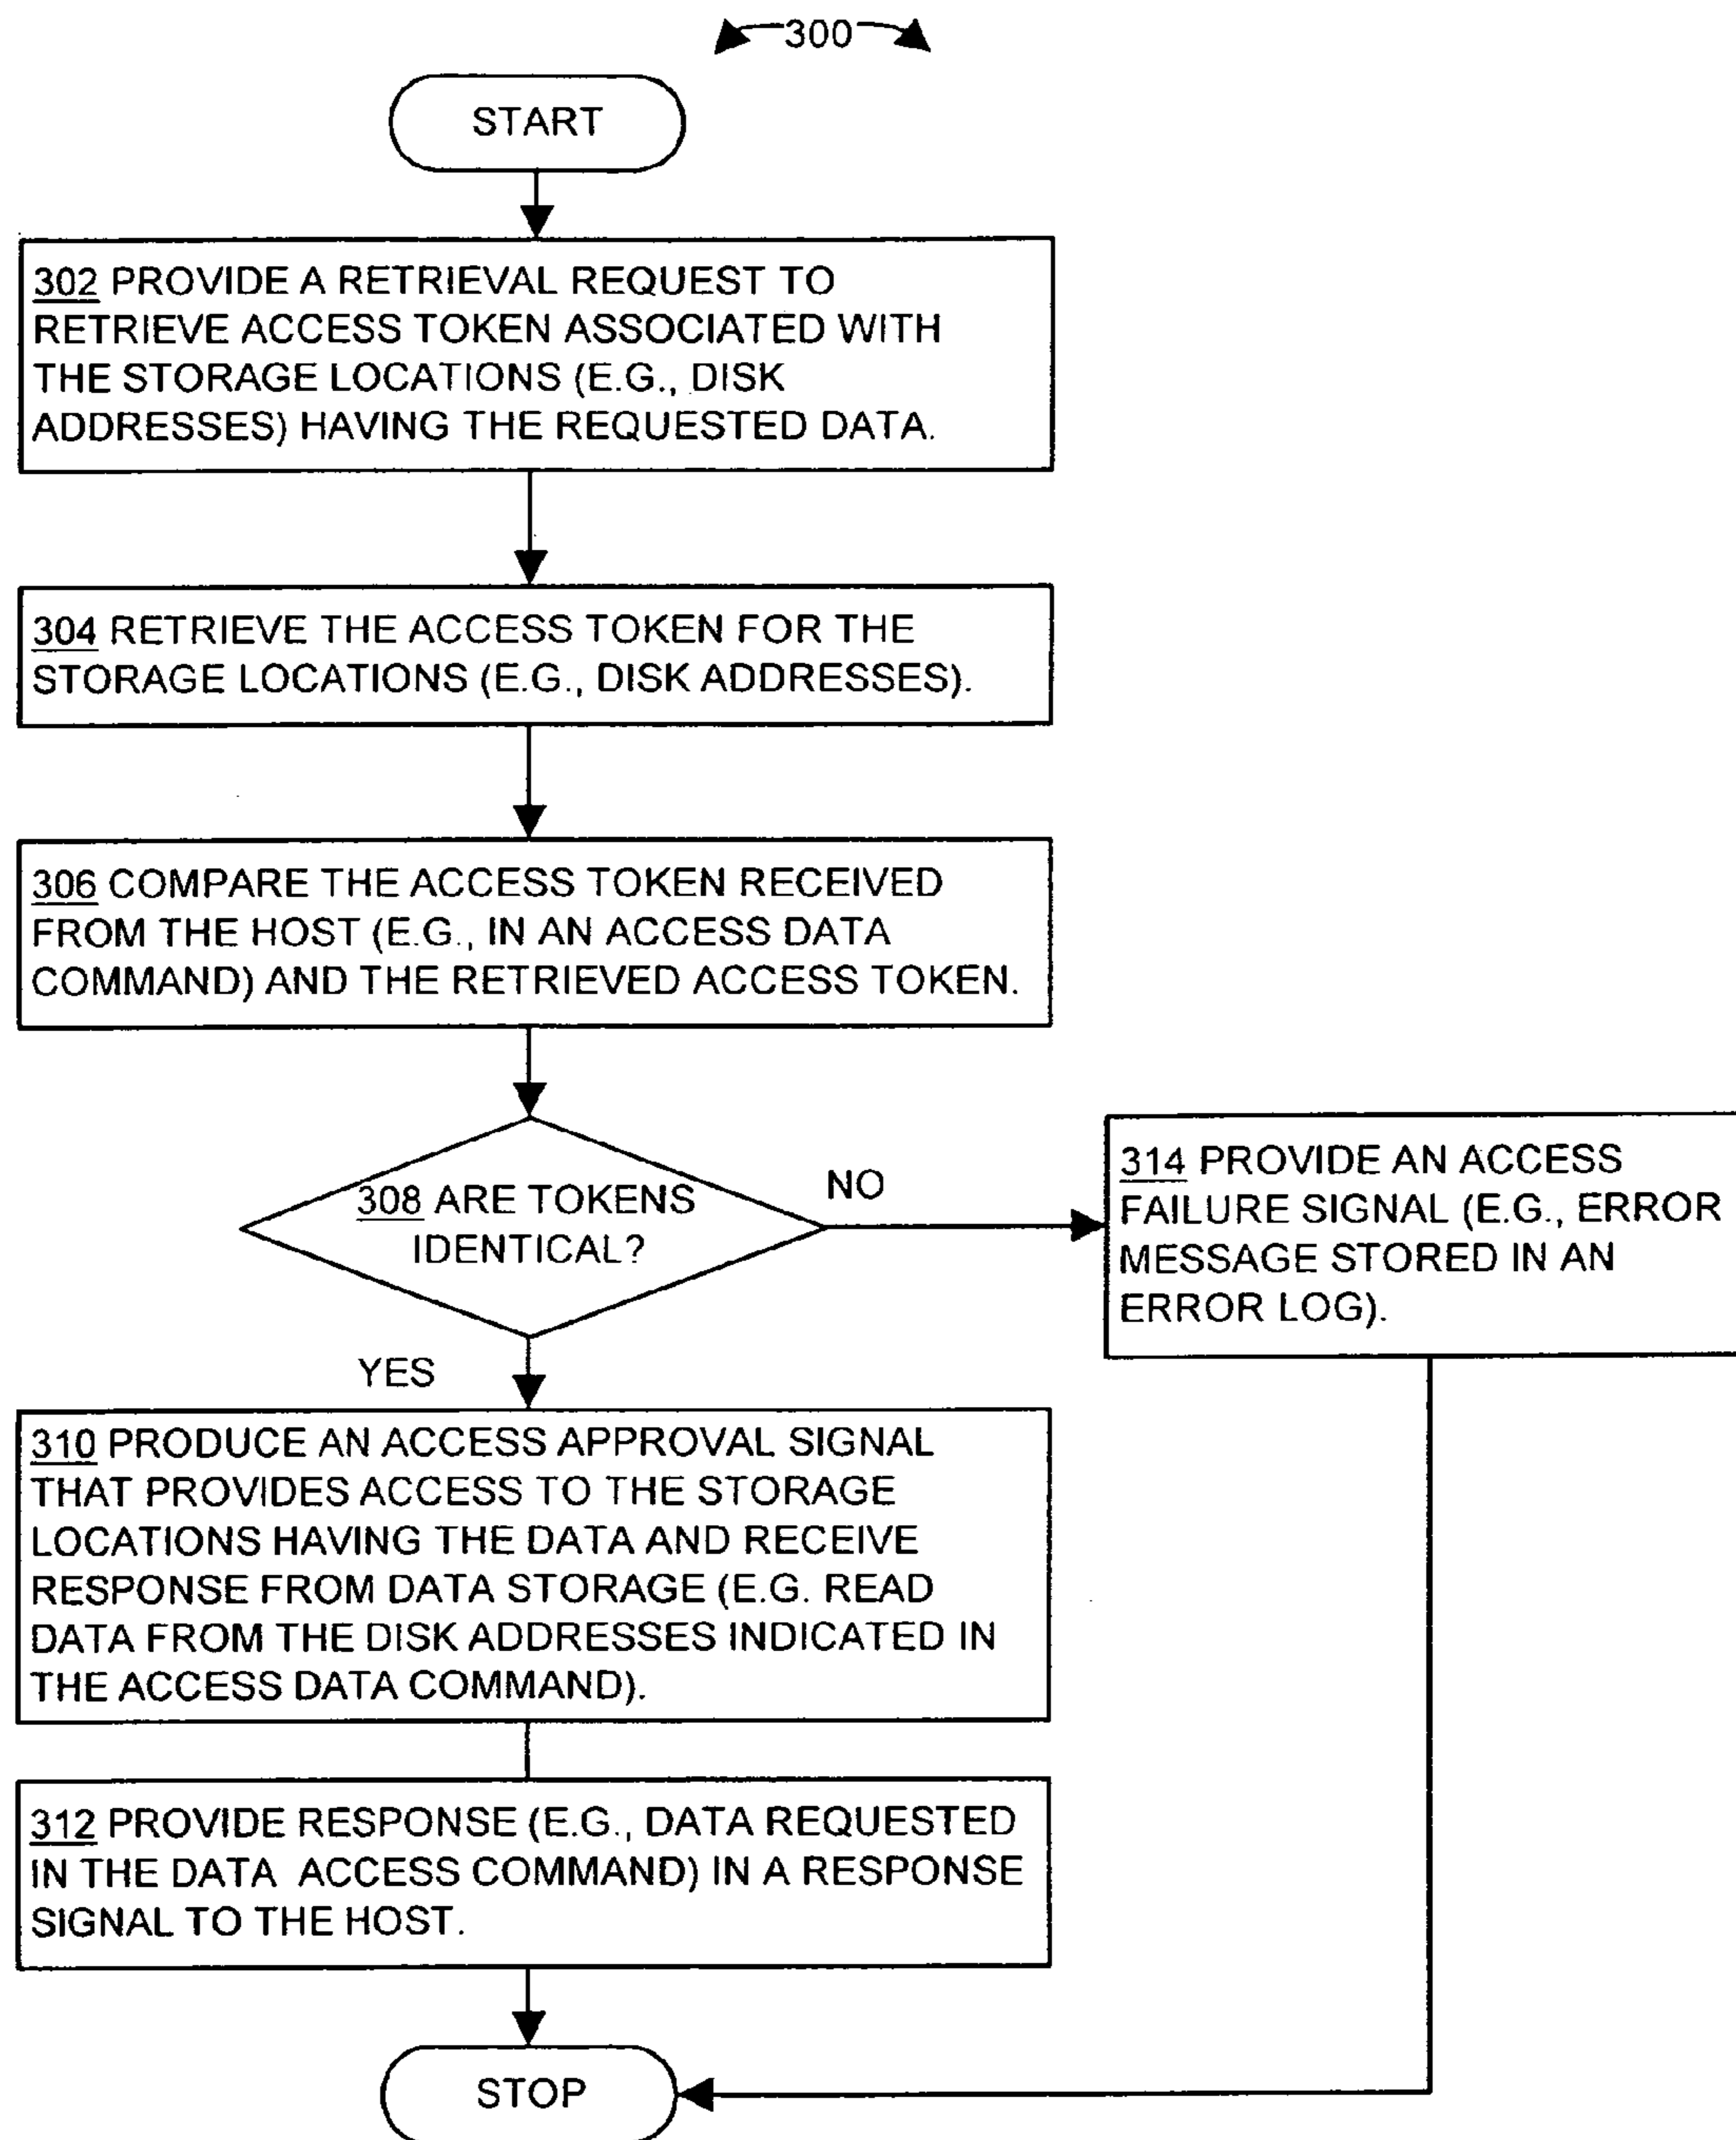 300
START
302 PROVIDE A RETRIEVAL REQUEST TO
RETRIEVE ACCESS TOKEN ASSOCIATED WITH
THE STORAGE LOCATIONS (E.G., DISK
ADDRESSES) HAVING THE REQUESTED DATA.
304 RETRIEVE THE ACCESS TOKEN FOR THE
STORAGE LOCATIONS (E.G., DISK ADDRESSES).
306 COMPARE THE ACCESS TOKEN RECEIVED
FROM THE HOST (E.G., IN AN ACCESS DATA
COMMAND) AND THE RETRIEVED ACCESS TOKEN.
308 ARE TOKENS
IDENTICAL?
NO
314 PROVIDE AN ACCESS
FAILURE SIGNAL (E.G., ERROR
MESSAGE STORED IN AN
ERROR LOG).
YES
310 PRODUCE AN ACCESS APPROVAL SIGNAL
THAT PROVIDES ACCESS TO THE STORAGE
LOCATIONS HAVING THE DATA AND RECEIVE
RESPONSE FROM DATA STORAGE (E.G. READ
DATA FROM THE DISK ADDRESSES INDICATED IN
THE ACCESS DATA COMMAND).
312 PROVIDE RESPONSE (E.G., DATA REQUESTED
IN THE DATA ACCESS COMMAND) IN A RESPONSE
SIGNAL TO THE HOST.
STOP